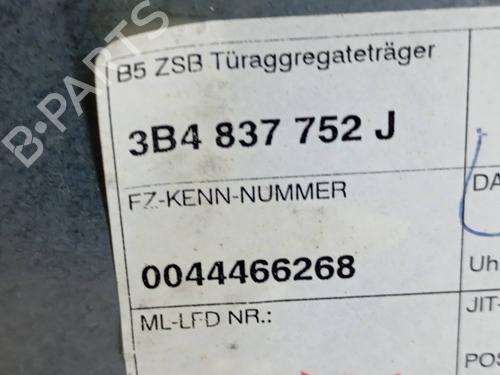 B-PARTS
B5 ZSB Türaggregateträger
3B4 837 752 J
FZ-KENN-NUMMER
DA
0044466268
Uh
ML-LFD NR.:
JIT-
POS